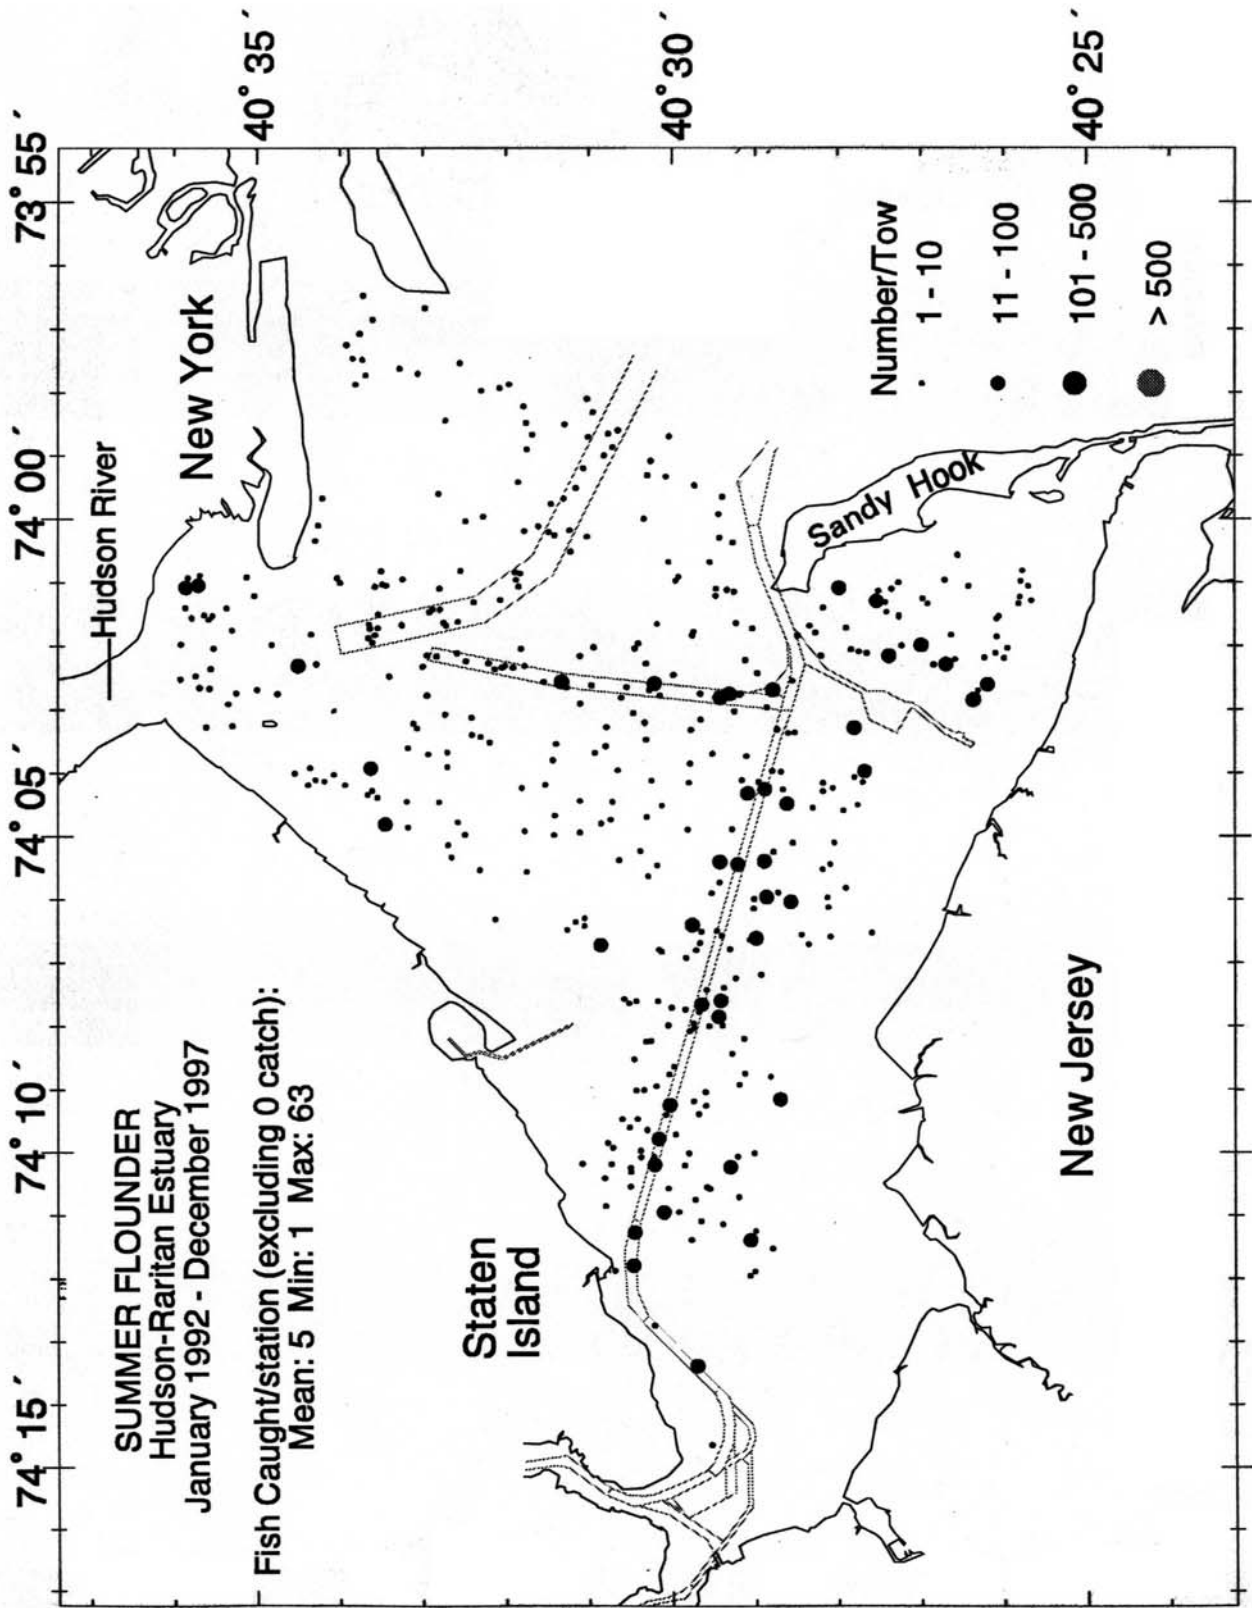 SUMMER FLOUNDER
Hudson-Raritan Estuary
January 1992 - December 1997
Fish Caught/station (excluding 0 catch):
Mean: 5 Min: 1 Max: 63
74° 15´
74° 10´
74° 05´
74° 00´
73° 55´
40° 35´
40° 30´
40° 25´
Hudson River
New York
Staten
Island
Sandy Hook
New Jersey
Number/Tow
1 - 10
11 - 100
101 - 500
> 500